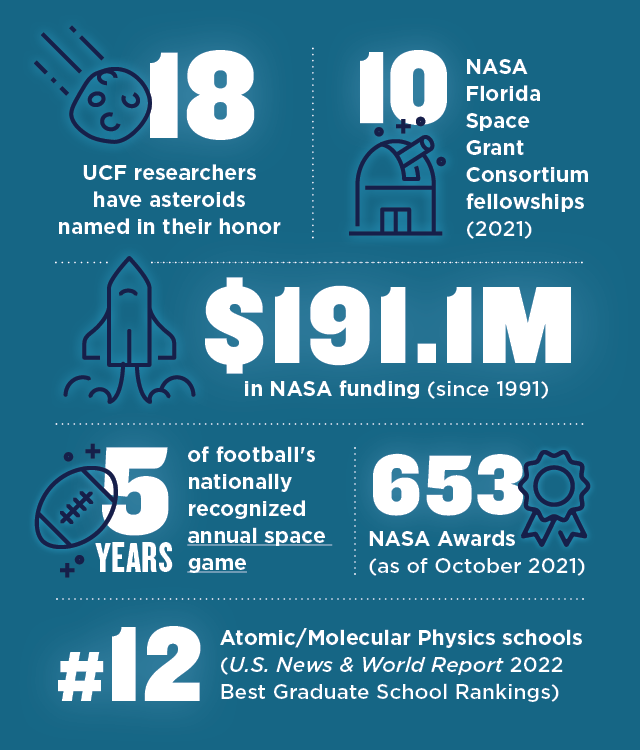 18
UCF researchers
have asteroids
named in their honor
10
NASA
Florida
Space
Grant
Consortium
fellowships
(2021)
$191.1M
in NASA funding (since 1991)
5
YEARS
of football's
nationally
recognized
annual space
game
653
NASA Awards
(as of October 2021)
#12
Atomic/Molecular Physics schools
(U.S. News & World Report 2022
Best Graduate School Rankings)